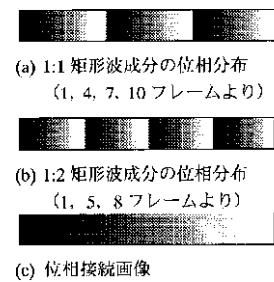 (a) 1:1 矩形波成分の位相分布
(1, 4, 7, 10 フレームより)
(b) 1:2 矩形波成分の位相分布
(1, 5, 8 フレームより)
(c) 位相接続画像